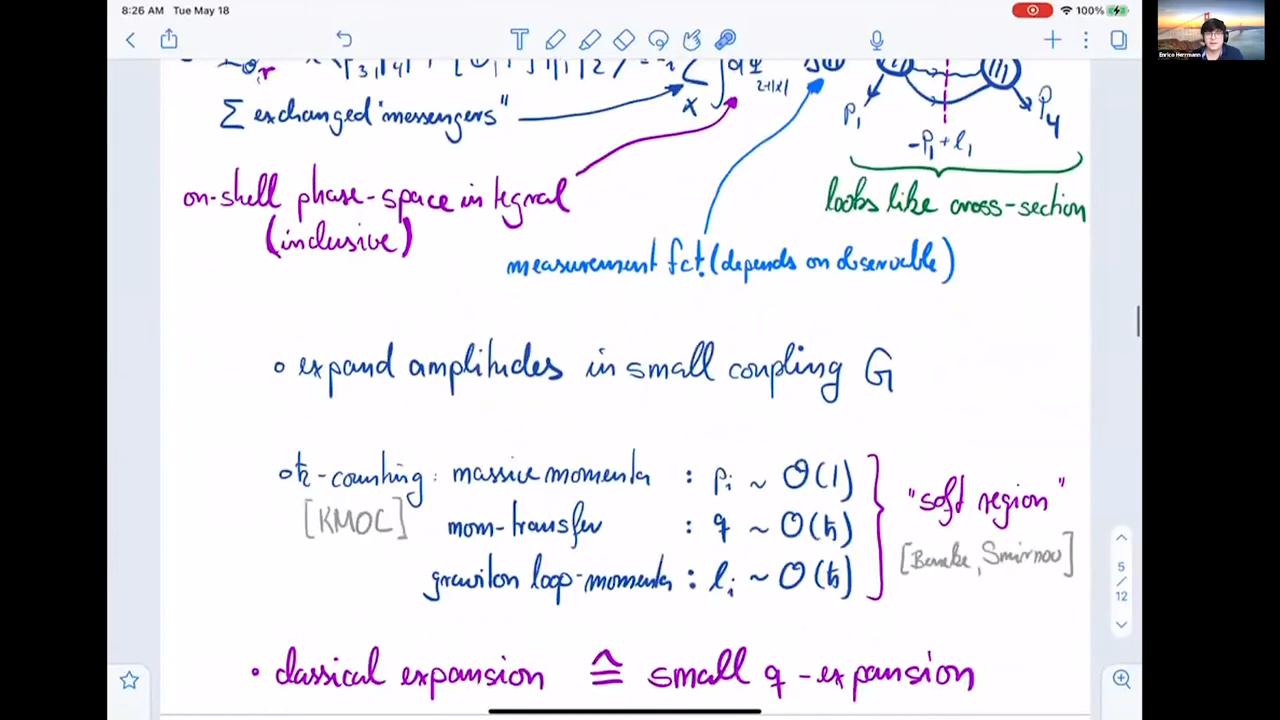 8:26 AM Tue May 18
100%
Enrico Herrmann
Σ exchanged "messengers"
X
-p₁+l₁
p₁
p₄
on-shell phase-space integral
(inclusive)
looks like cross-section
measurement fct. (depends on observable)
• expand amplitudes in small coupling G
• ħ-counting: massive momenta : pᵢ ~ O(1)
[KMOC] mom-transfer : q ~ O(ħ)
graviton loop-momenta : lᵢ ~ O(ħ)
"soft region"
[Beneke, Smirnov]
• classical expansion ≙ small q-expansion
5
/
12